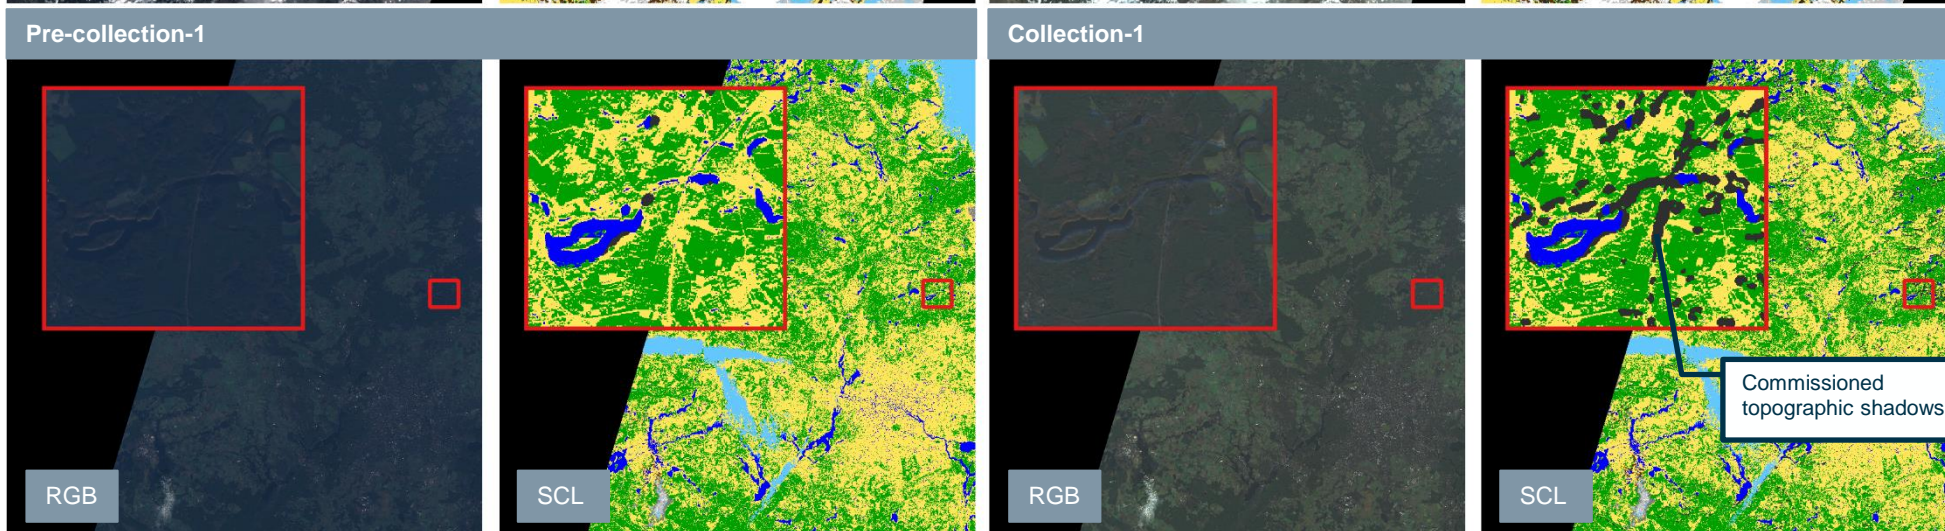 Pre-collection-1
Collection-1
Commissioned
topographic shadows
RGB
SCL
RGB
SCL